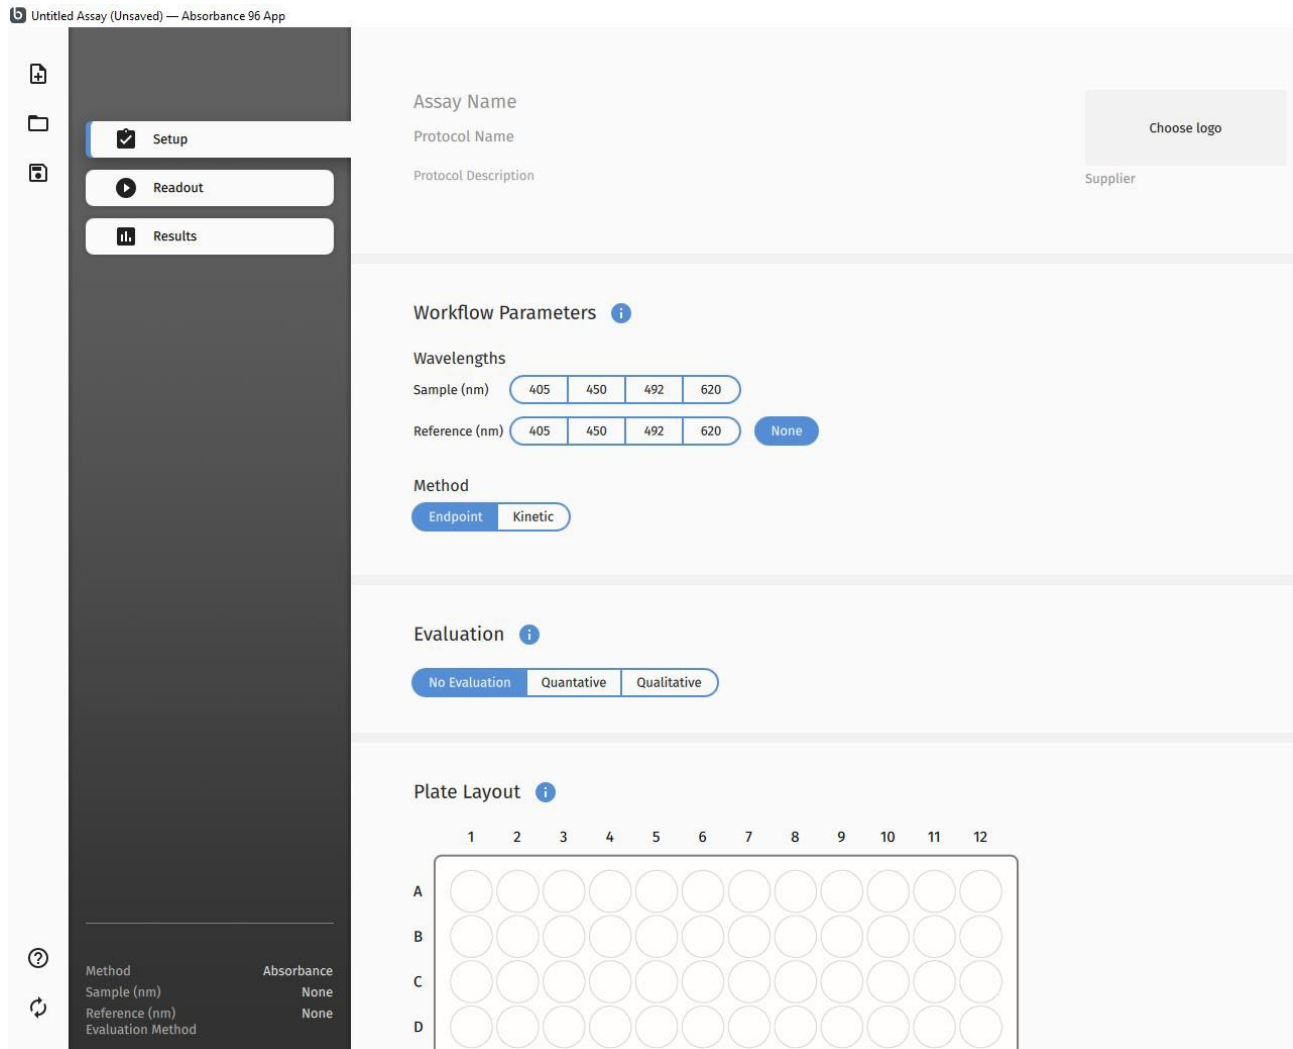 Untitled Assay (Unsaved) — Absorbance 96 App
Setup
Readout
Results
Assay Name
Protocol Name
Protocol Description
Choose logo
Supplier
Workflow Parameters
Wavelengths
Sample (nm) 405 450 492 620
Reference (nm) 405 450 492 620 None
Method
Endpoint Kinetic
Evaluation
No Evaluation Quantative Qualitative
Plate Layout
1 2 3 4 5 6 7 8 9 10 11 12
A
B
C
D
Method Absorbance
Sample (nm) None
Reference (nm) None
Evaluation Method